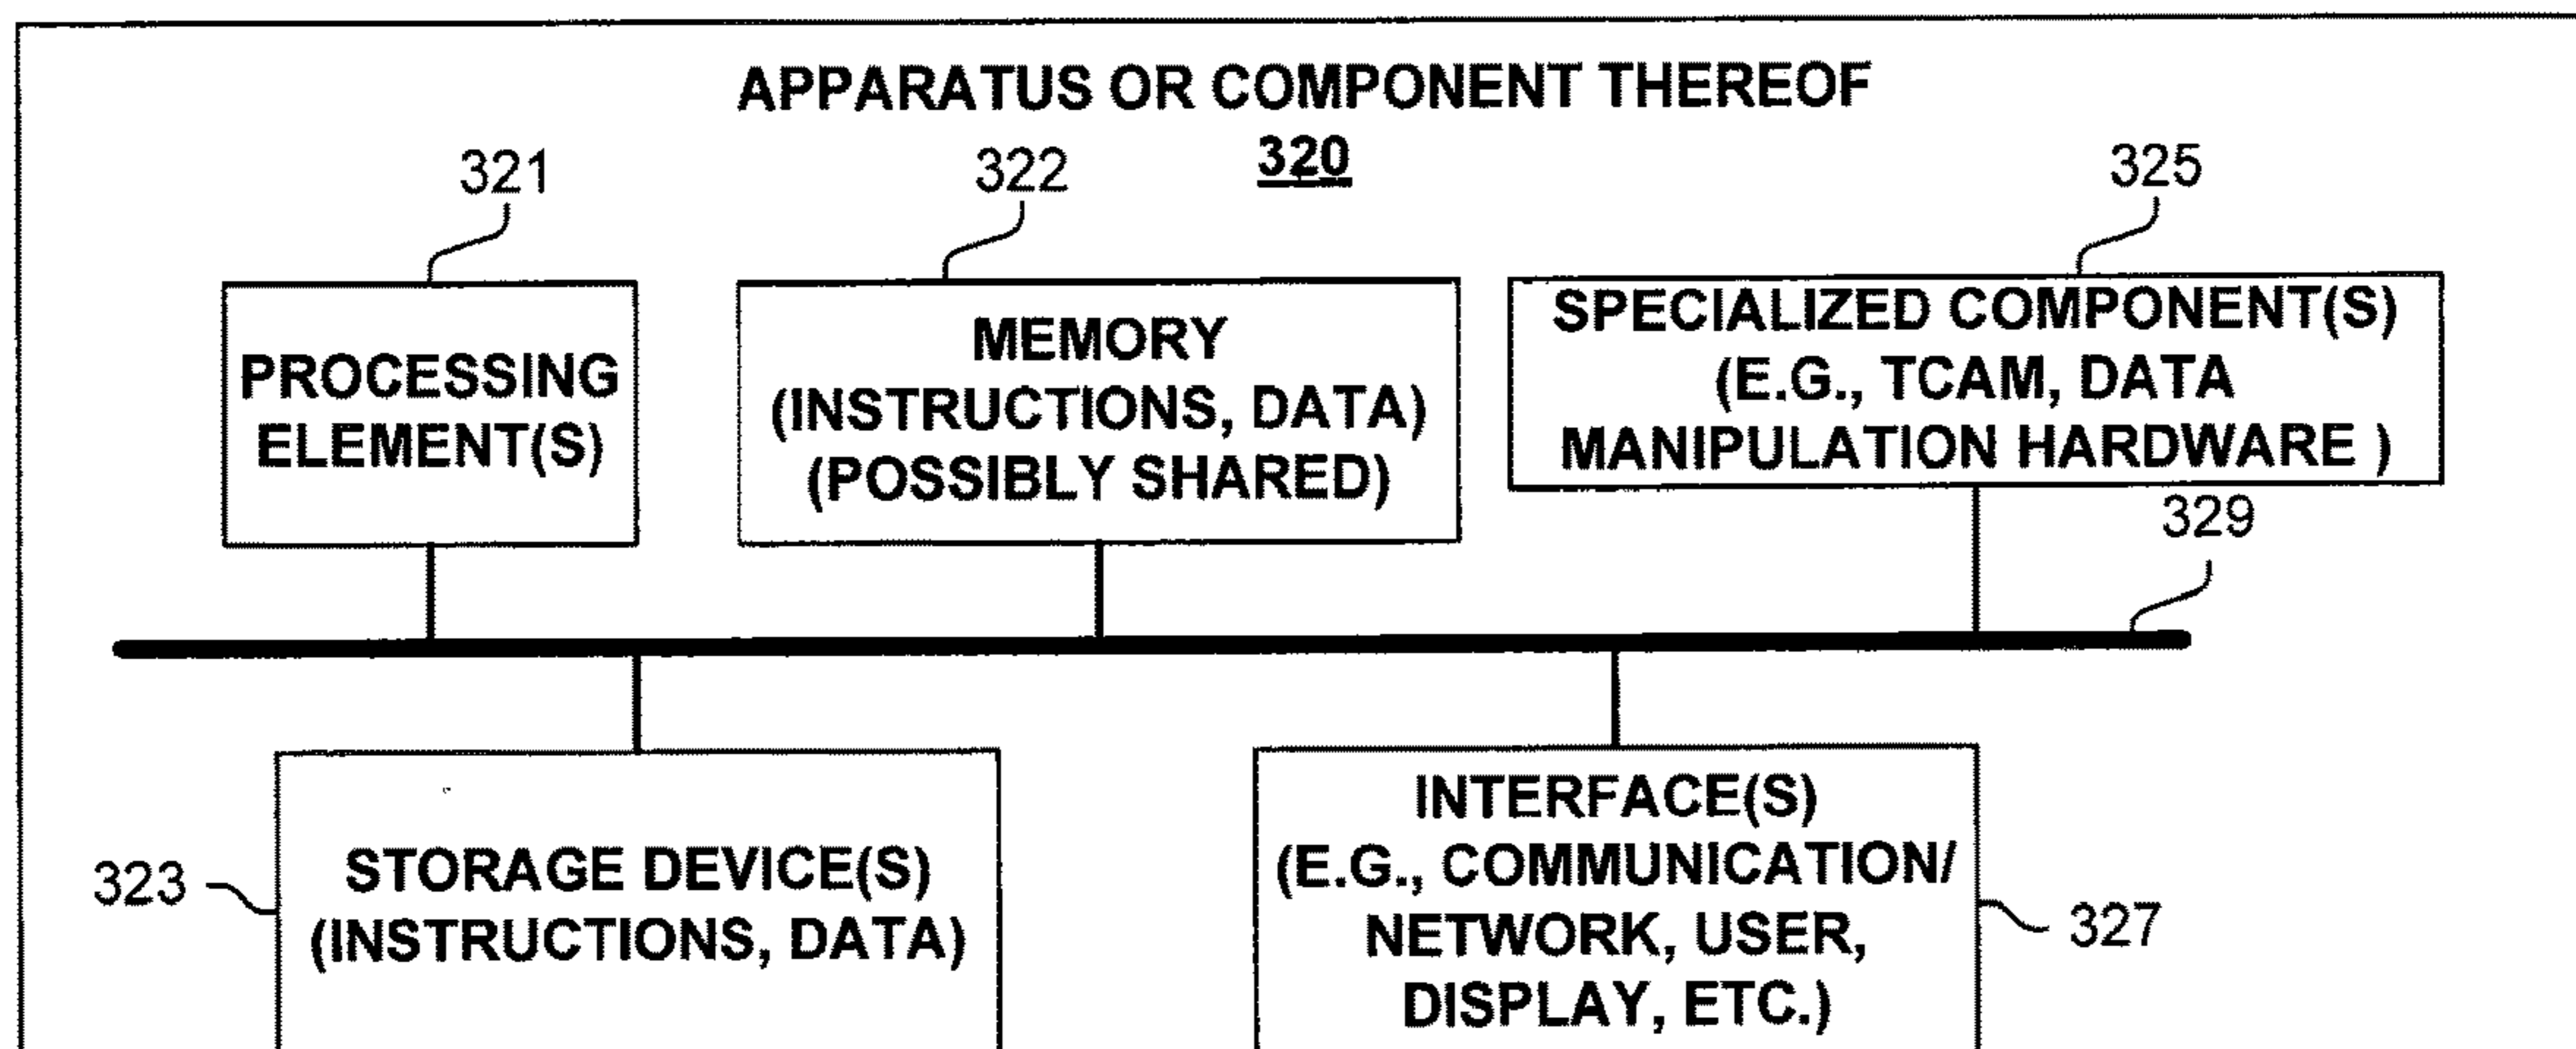 APPARATUS OR COMPONENT THEREOF
320
321
322
325
PROCESSING
ELEMENT(S)
MEMORY
(INSTRUCTIONS, DATA)
(POSSIBLY SHARED)
SPECIALIZED COMPONENT(S)
(E.G., TCAM, DATA
MANIPULATION HARDWARE )
329
323
STORAGE DEVICE(S)
(INSTRUCTIONS, DATA)
INTERFACE(S)
(E.G., COMMUNICATION/
NETWORK, USER,
DISPLAY, ETC.)
327